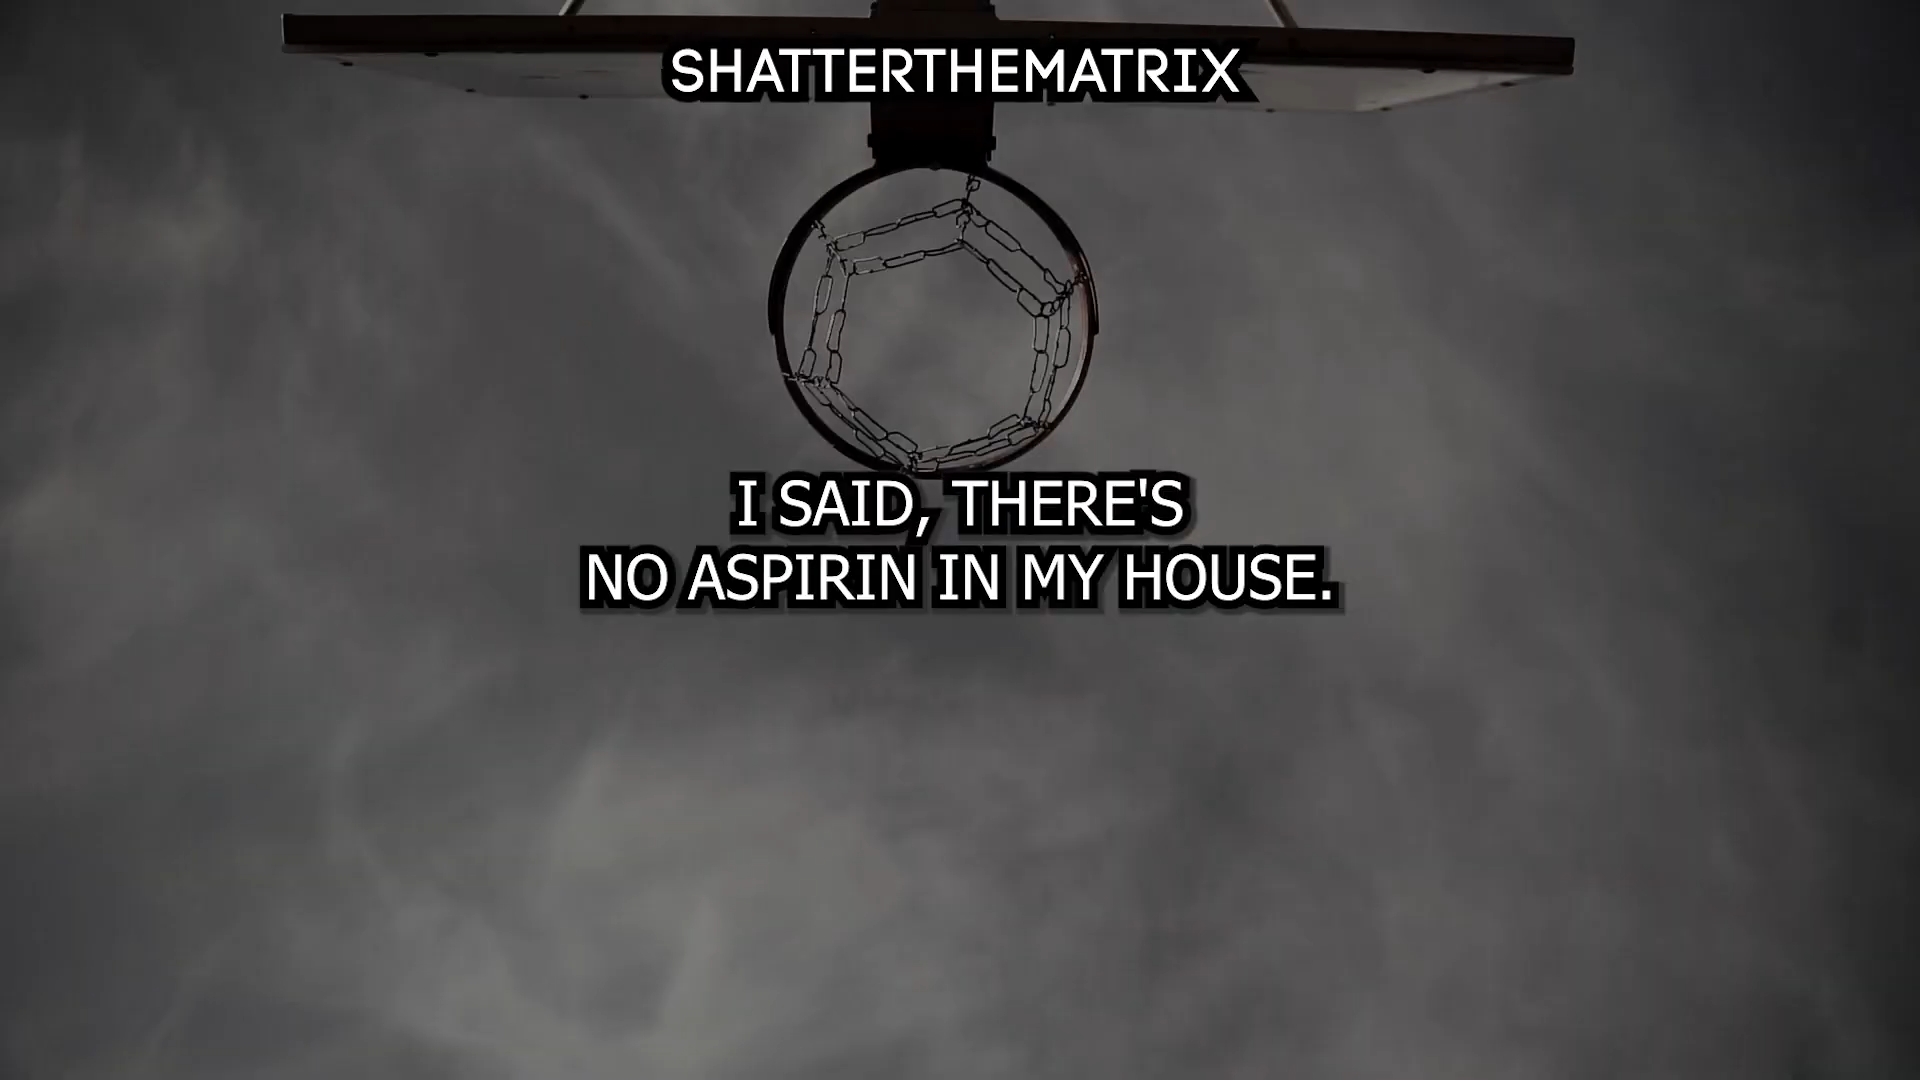 SHATTERTHEMATRIX
I SAID, THERE'S
NO ASPIRIN IN MY HOUSE.